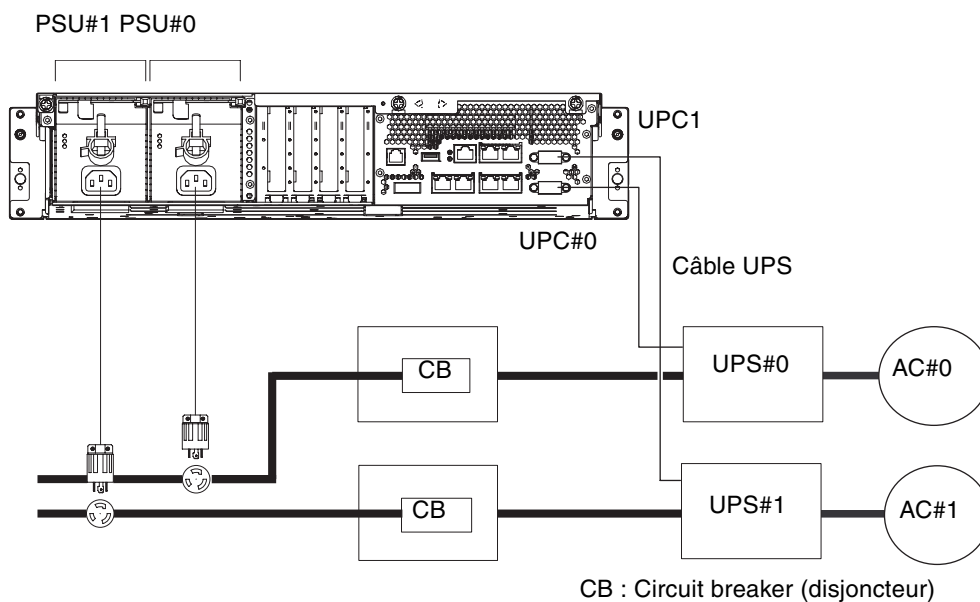 PSU#1 PSU#0
UPC1
UPC#0
Câble UPS
CB
UPS#0
AC#0
CB
UPS#1
AC#1
CB : Circuit breaker (disjoncteur)